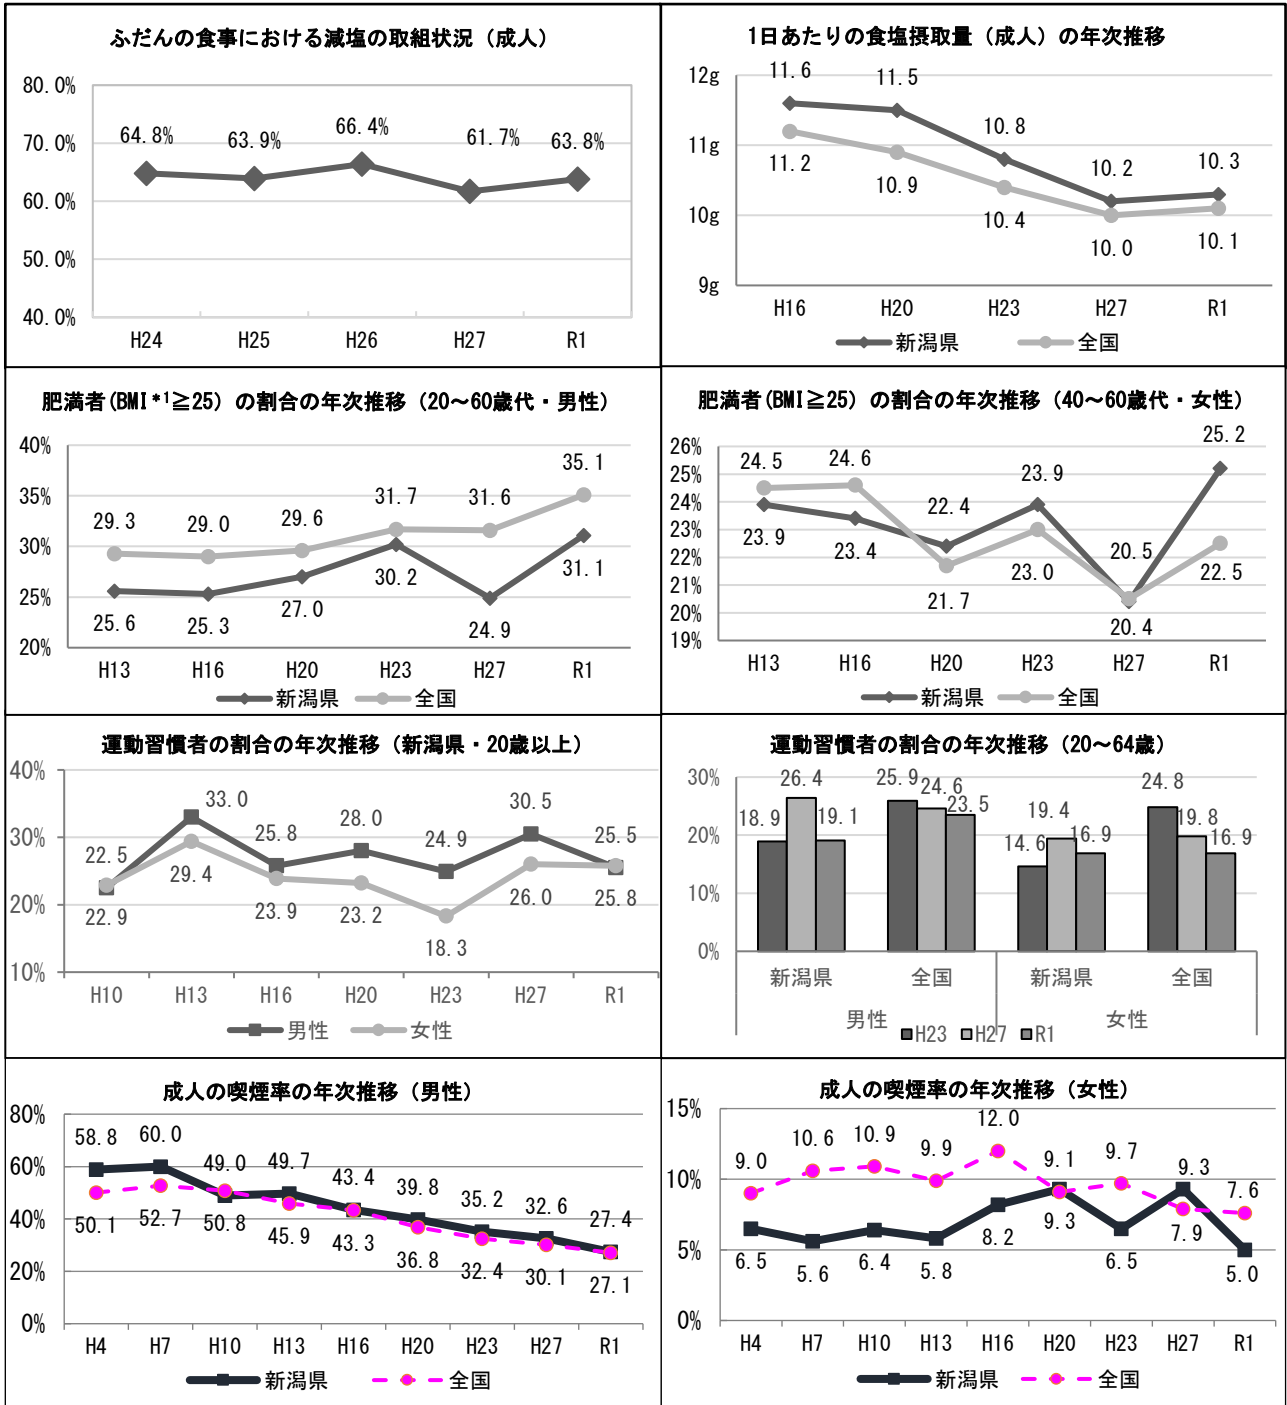 ふだんの食事における減塩の取組状況（成人）
80.0%
70.0%
60.0%
50.0%
40.0%
64.8%
63.9%
66.4%
61.7%
63.8%
H24 H25 H26 H27 R1
1日あたりの食塩摂取量（成人）の年次推移
12g
11g
10g
9g
11.6 11.5 10.8 10.2 10.3
11.2 10.9 10.4 10.0 10.1
H16 H20 H23 H27 R1
新潟県 全国
肥満者(BMI*1≧25）の割合の年次推移（20～60歳代・男性）
40%
35%
30%
25%
20%
29.3 29.0 29.6 31.7 31.6 35.1
25.6 25.3 27.0 30.2 24.9 31.1
H13 H16 H20 H23 H27 R1
新潟県 全国
肥満者(BMI≧25）の割合の年次推移（40～60歳代・女性）
26%
25%
24%
23%
22%
21%
20%
19%
24.5 24.6 22.4 23.9 20.5 25.2
23.9 23.4 21.7 23.0 20.4 22.5
H13 H16 H20 H23 H27 R1
新潟県 全国
運動習慣者の割合の年次推移（新潟県・20歳以上）
40%
30%
20%
10%
22.5 33.0 25.8 28.0 24.9 30.5 25.5
22.9 29.4 23.9 23.2 18.3 26.0 25.8
H10 H13 H16 H20 H23 H27 R1
男性 女性
運動習慣者の割合の年次推移（20～64歳）
30%
20%
10%
0%
18.9 26.4 19.1 25.9 24.6 23.5 14.6 19.4 16.9 24.8 19.8 16.9
新潟県 全国 新潟県 全国
男性 女性
H23 H27 R1
成人の喫煙率の年次推移（男性）
80%
60%
40%
20%
0%
58.8 60.0 49.0 49.7 43.4 39.8 35.2 32.6 27.4
50.1 52.7 50.8 45.9 43.3 36.8 32.4 30.1 27.1
H4 H7 H10 H13 H16 H20 H23 H27 R1
新潟県 全国
成人の喫煙率の年次推移（女性）
15%
10%
5%
0%
9.0 10.6 10.9 9.9 12.0 9.1 9.7 9.3 7.6
6.5 5.6 6.4 5.8 8.2 9.3 6.5 7.9 5.0
H4 H7 H10 H13 H16 H20 H23 H27 R1
新潟県 全国